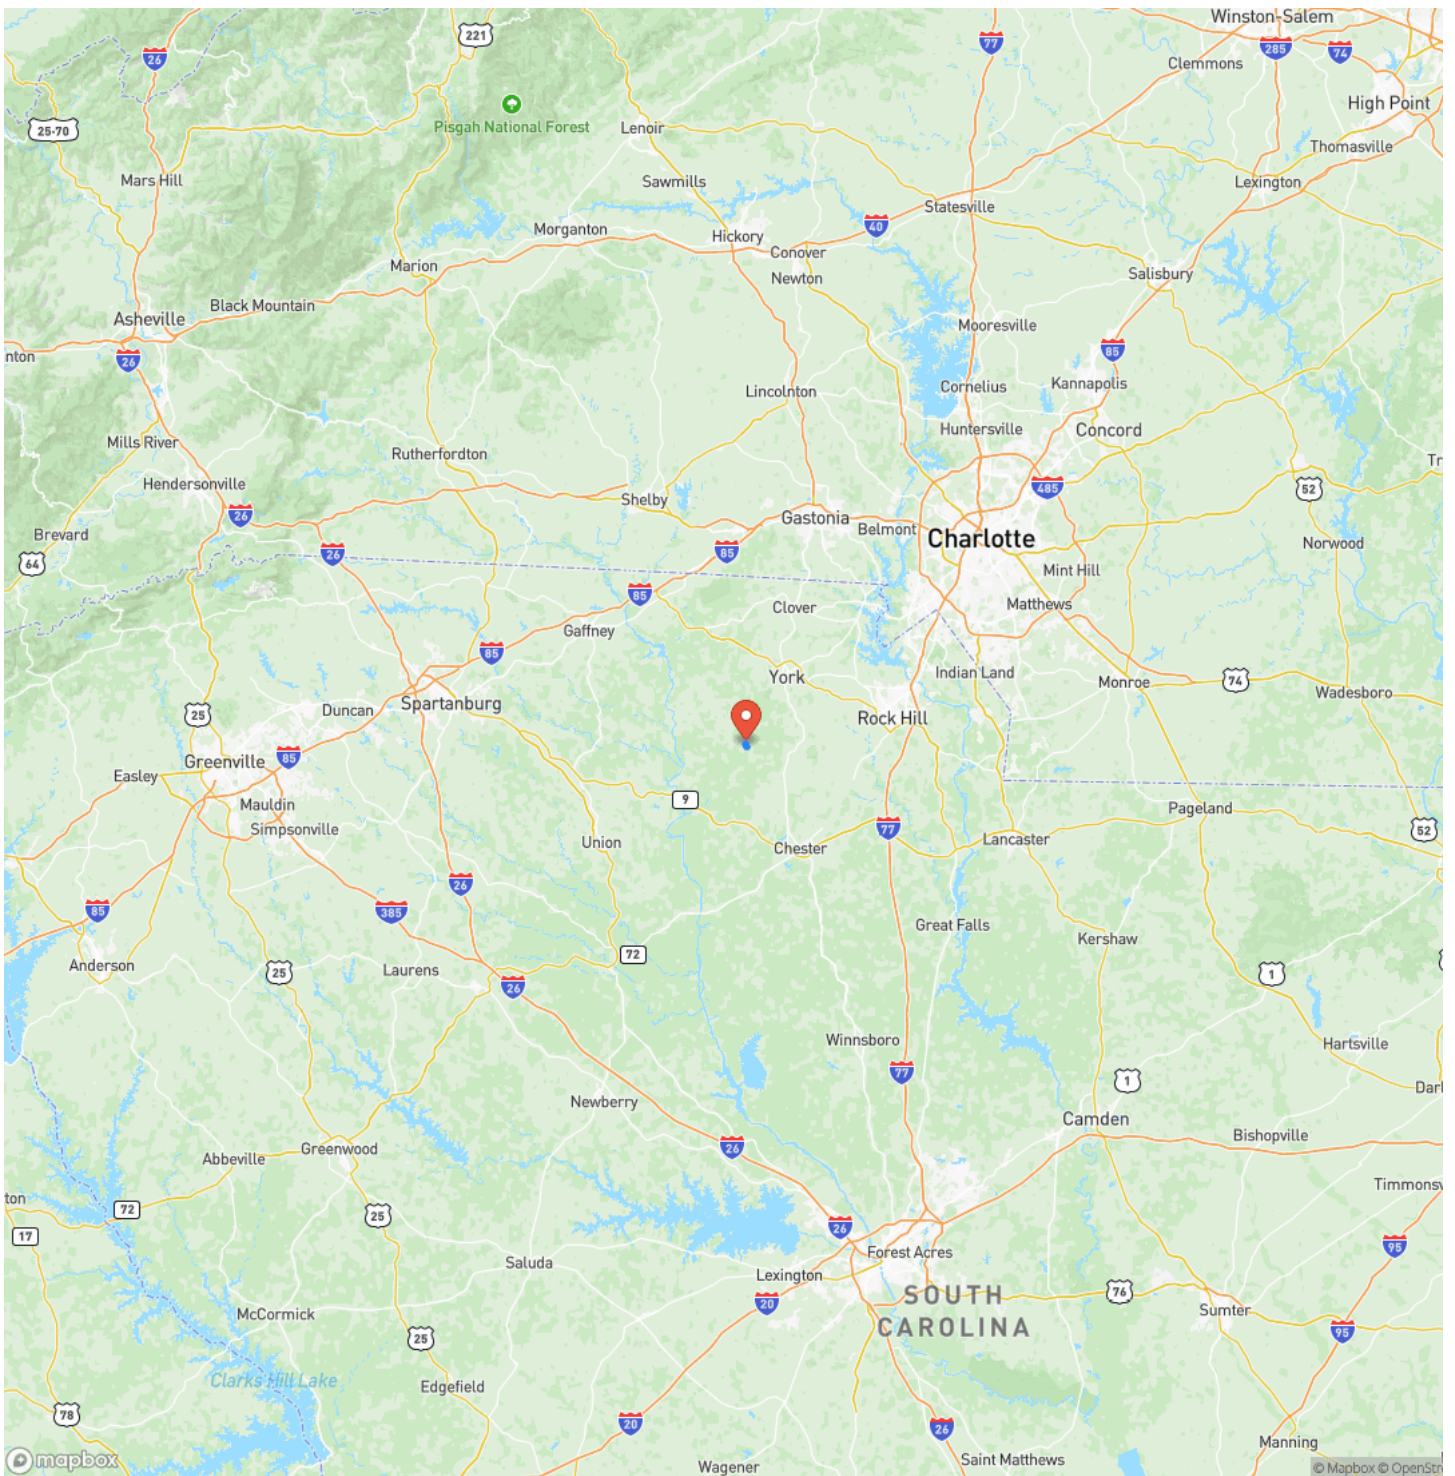 Winston-Salem
221
77
285
74
26
Clemmons
High Point
25-70
Pisgah National Forest
Lenoir
Thomasville
Mars Hill
Sawmills
Lexington
Statesville
40
Morganton
Hickory
Conover
Marion
Newton
Salisbury
Black Mountain
Asheville
Mooresville
nton
26
85
Lincolnton
Cornelius
Kannapolis
Huntersville
Concord
Mills River
Rutherfordton
Tr
Hendersonville
485
52
Shelby
26
Gastonia
Belmont
Charlotte
Brevard
64
26
85
Norwood
Mint Hill
85
Clover
Matthews
Gaffney
85
York
Indian Land
74
Monroe
Wadesboro
Spartanburg
25
Duncan
Rock Hill
Greenville
85
Easley
9
Mauldin
Pageland
Simpsonville
77
52
Union
Chester
Lancaster
26
85
385
Great Falls
Kershaw
72
Anderson
25
Laurens
1
26
Winnsboro
Hartsville
77
1
Dar
Newberry
Camden
26
Bishopville
Greenwood
Abbeville
ton
72
25
Timmonsv
17
26
95
Forest Acres
Saluda
Lexington
20
SOUTH
CAROLINA
76
Sumter
McCormick
25
95
Clarks Hill Lake
Edgefield
78
20
26
Manning
mapbox
Wagener
Saint Matthews
© Mapbox © OpenStr